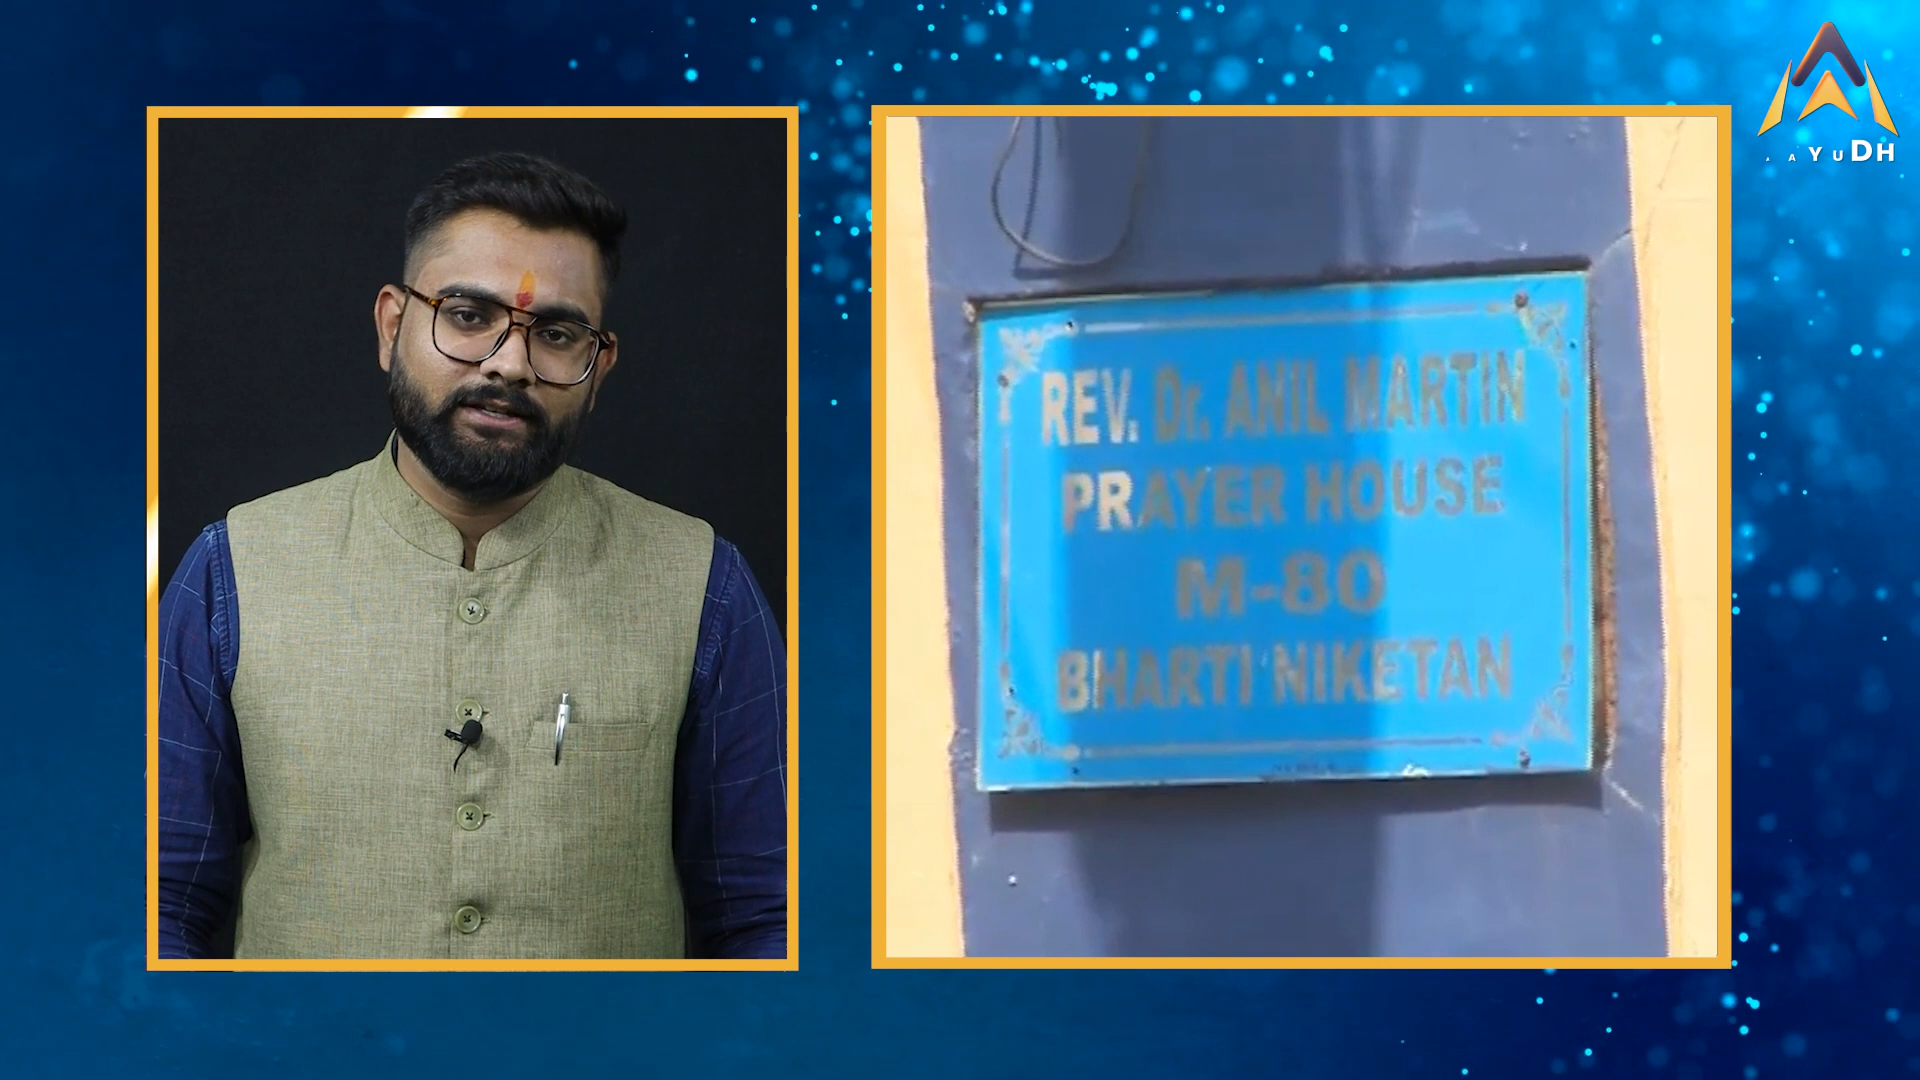 REV. Dr. ANIL MARTIN
PRAYER HOUSE
M-80
BHARTI NIKETAN
AAYUDH